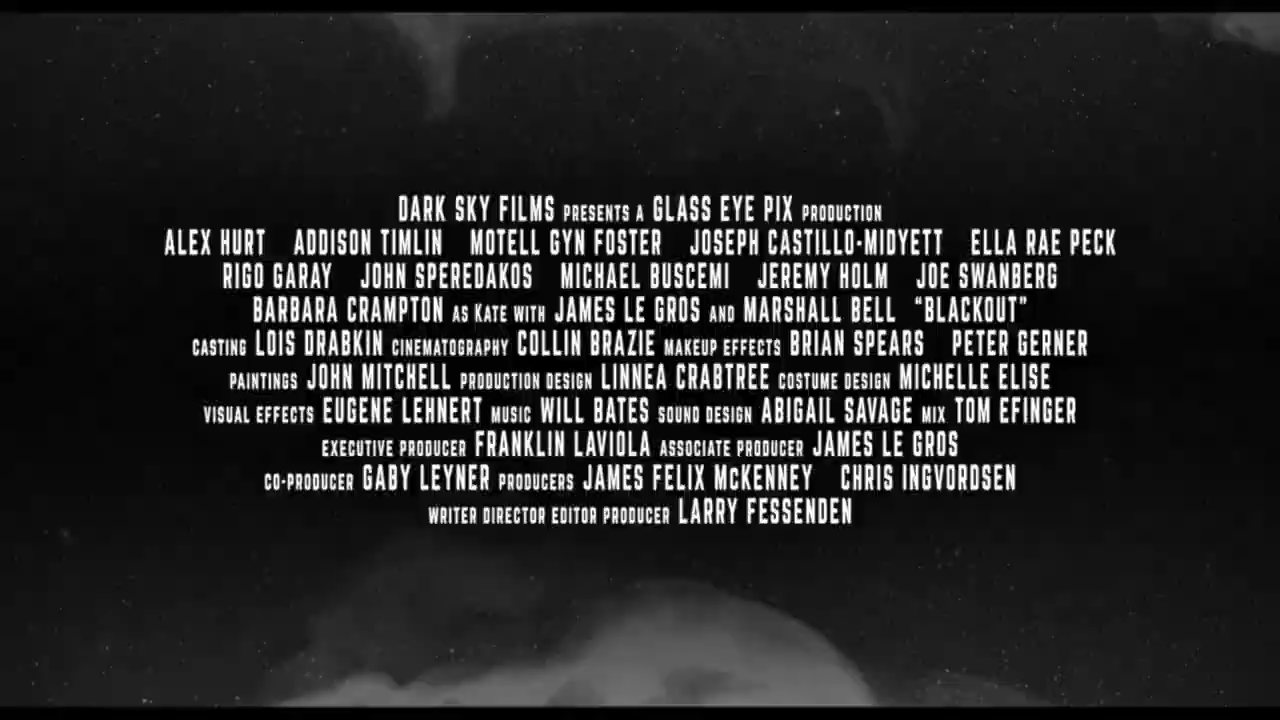 DARK SKY FILMS PRESENTS A GLASS EYE PIX PRODUCTION
ALEX HURT ADDISON TIMLIN MOTELL GYN FOSTER JOSEPH CASTILLO-MIDYETT ELLA RAE PECK
RIGO GARAY JOHN SPEREDAKOS MICHAEL BUSCEMI JEREMY HOLM JOE SWANBERG
BARBARA CRAMPTON AS KATE WITH JAMES LE GROS AND MARSHALL BELL “BLACKOUT”
CASTING LOIS DRABKIN CINEMATOGRAPHY COLLIN BRAZIE MAKEUP EFFECTS BRIAN SPEARS PETER GERNER
PAINTINGS JOHN MITCHELL PRODUCTION DESIGN LINNEA CRABTREE COSTUME DESIGN MICHELLE ELISE
VISUAL EFFECTS EUGENE LEHNERT MUSIC WILL BATES SOUND DESIGN ABIGAIL SAVAGE MIX TOM EFINGER
EXECUTIVE PRODUCER FRANKLIN LAVIOLA ASSOCIATE PRODUCER JAMES LE GROS
CO-PRODUCER GABY LEYNER PRODUCERS JAMES FELIX McKENNEY CHRIS INGVORDSEN
WRITER DIRECTOR EDITOR PRODUCER LARRY FESSENDEN